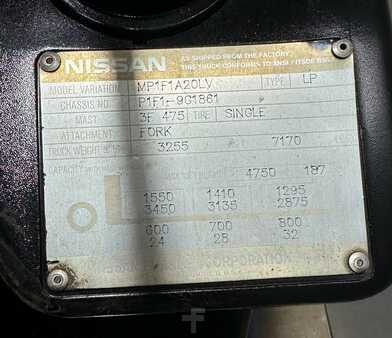 NISSAN AS SHIPPED FROM THE FACTORY
THIS TRUCK CONFORMS TO ANSI
MODEL VARIATION MP1F1A20LV TYPE LP
CHASSIS NO P1F1-9G1861
MAST 3F 475 TIRE SINGLE
ATTACHMENT FORK
TRUCK WEIGHT 3255 7170
CAPACITY 4750 187
1550 1410 1295
3450 3135 2875
600 700 800
24 28 32
CORPORATION